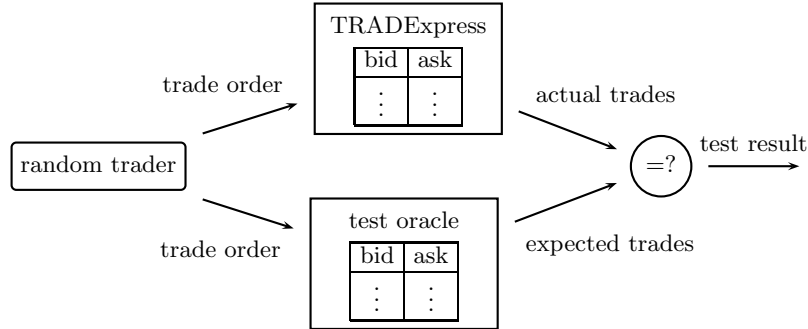 TRADExpress
bid ask
⋮ ⋮
trade order
actual trades
random trader
=?
test result
trade order
test oracle
bid ask
⋮ ⋮
expected trades